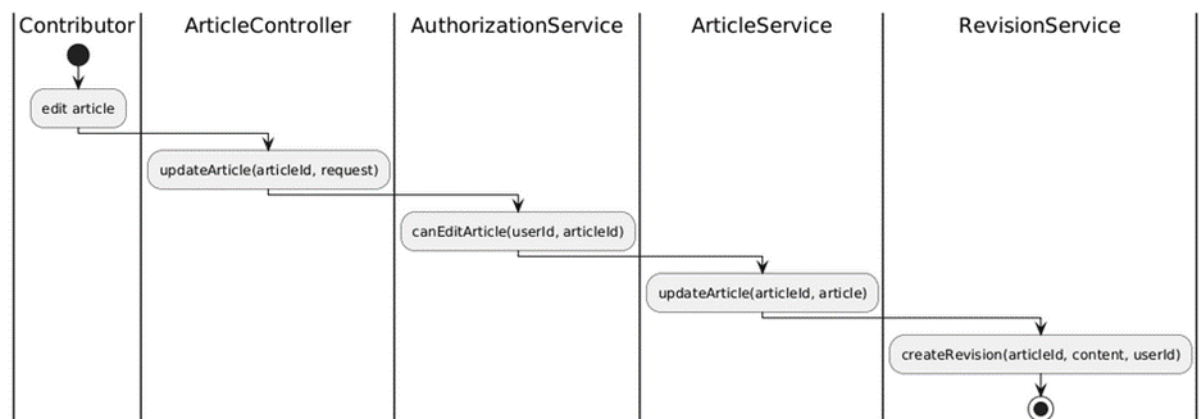 Contributor
ArticleController
AuthorizationService
ArticleService
RevisionService
edit article
updateArticle(articleId, request)
canEditArticle(userId, articleId)
updateArticle(articleId, article)
createRevision(articleId, content, userId)